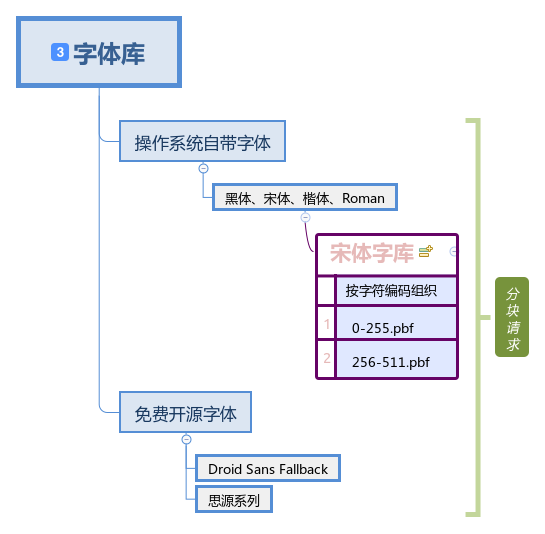 3 字体库
操作系统自带字体
黑体、宋体、楷体、Roman
宋体字库
按字符编码组织
1 0-255.pbf
2 256-511.pbf
分块请求
免费开源字体
Droid Sans Fallback
思源系列